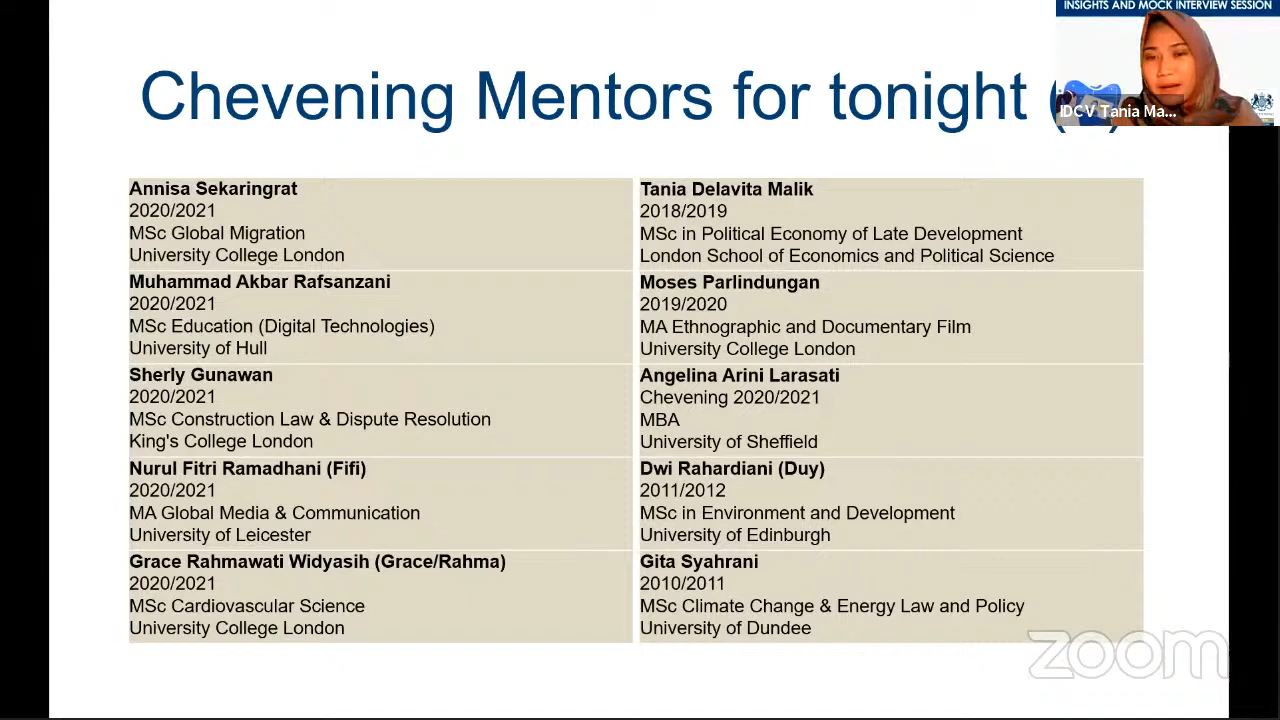 INSIGHTS AND MOCK INTERVIEW SESSION
Chevening Mentors for tonight (
IDCV Tania Ma...
Annisa Sekaringrat
2020/2021
MSc Global Migration
University College London
Tania Delavita Malik
2018/2019
MSc in Political Economy of Late Development
London School of Economics and Political Science
Muhammad Akbar Rafsanzani
2020/2021
MSc Education (Digital Technologies)
University of Hull
Moses Parlindungan
2019/2020
MA Ethnographic and Documentary Film
University College London
Sherly Gunawan
2020/2021
MSc Construction Law & Dispute Resolution
King's College London
Angelina Arini Larasati
Chevening 2020/2021
MBA
University of Sheffield
Nurul Fitri Ramadhani (Fifi)
2020/2021
MA Global Media & Communication
University of Leicester
Dwi Rahardiani (Duy)
2011/2012
MSc in Environment and Development
University of Edinburgh
Grace Rahmawati Widyasih (Grace/Rahma)
2020/2021
MSc Cardiovascular Science
University College London
Gita Syahrani
2010/2011
MSc Climate Change & Energy Law and Policy
University of Dundee
zoom